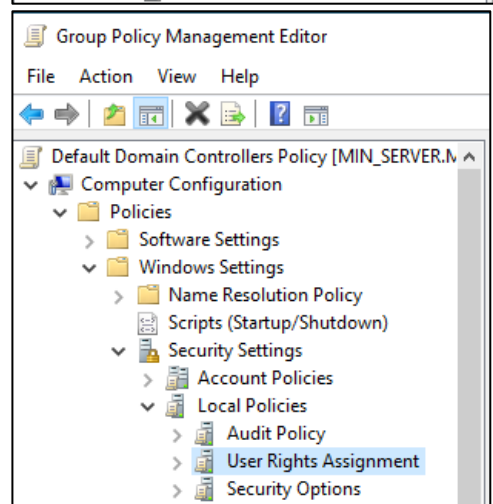 Group Policy Management Editor
File Action View Help
Default Domain Controllers Policy [MIN_SERVER.M
Computer Configuration
Policies
Software Settings
Windows Settings
Name Resolution Policy
Scripts (Startup/Shutdown)
Security Settings
Account Policies
Local Policies
Audit Policy
User Rights Assignment
Security Options